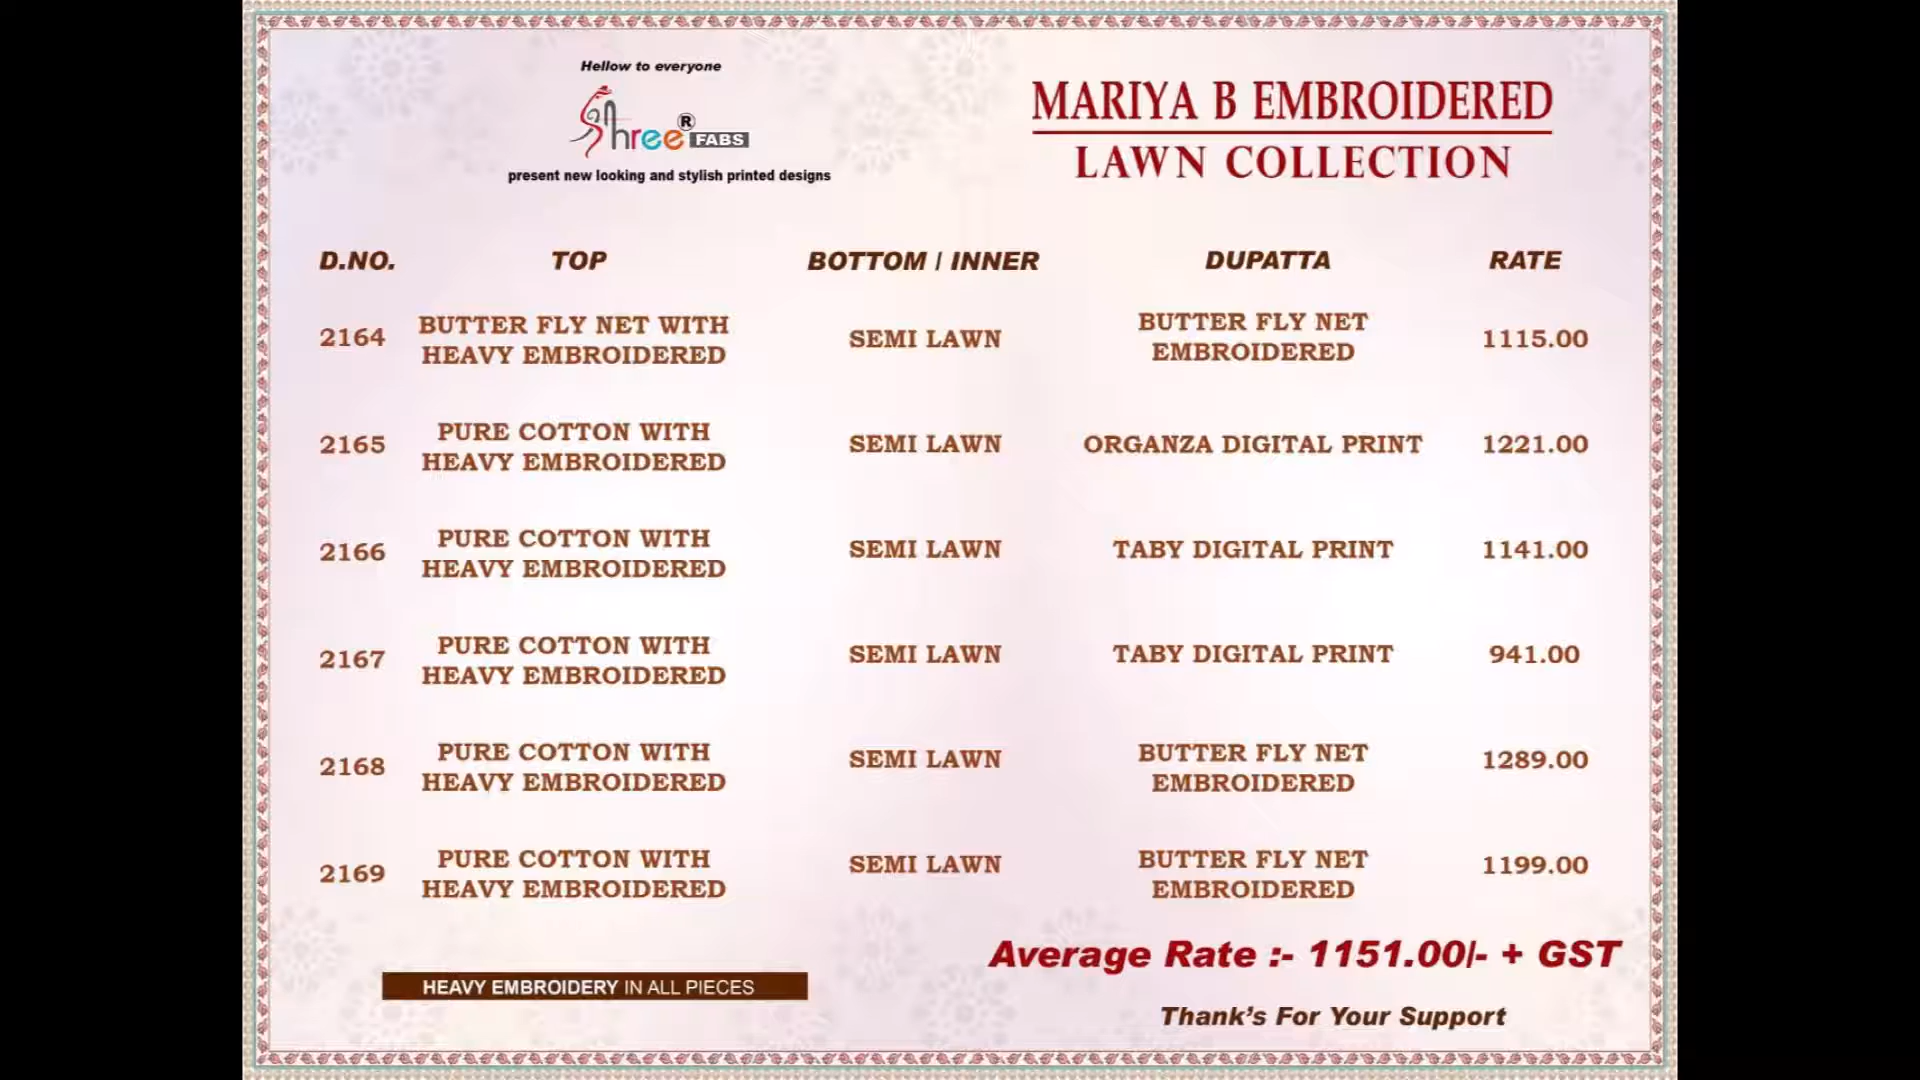 Hellow to everyone
Shree® FABS
present new looking and stylish printed designs
MARIYA B EMBROIDERED
LAWN COLLECTION
D.NO. TOP BOTTOM / INNER DUPATTA RATE
2164 BUTTER FLY NET WITH HEAVY EMBROIDERED SEMI LAWN BUTTER FLY NET EMBROIDERED 1115.00
2165 PURE COTTON WITH HEAVY EMBROIDERED SEMI LAWN ORGANZA DIGITAL PRINT 1221.00
2166 PURE COTTON WITH HEAVY EMBROIDERED SEMI LAWN TABY DIGITAL PRINT 1141.00
2167 PURE COTTON WITH HEAVY EMBROIDERED SEMI LAWN TABY DIGITAL PRINT 941.00
2168 PURE COTTON WITH HEAVY EMBROIDERED SEMI LAWN BUTTER FLY NET EMBROIDERED 1289.00
2169 PURE COTTON WITH HEAVY EMBROIDERED SEMI LAWN BUTTER FLY NET EMBROIDERED 1199.00
Average Rate :- 1151.00/- + GST
HEAVY EMBROIDERY IN ALL PIECES
Thank's For Your Support